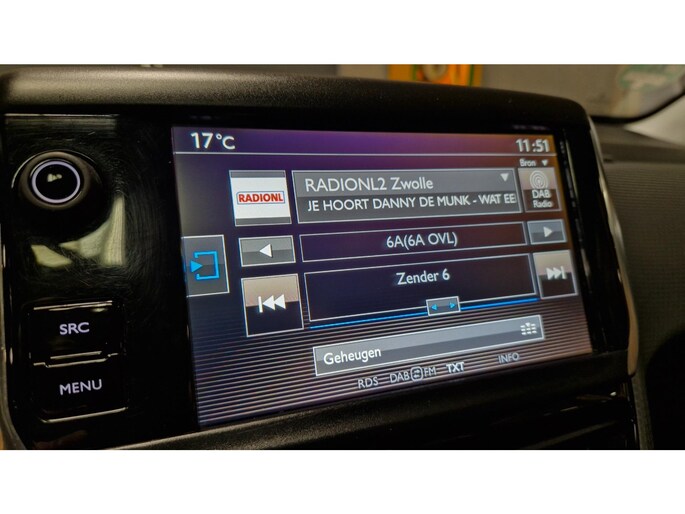 17°C
11:51
Bron
RADIONL
RADIONL2 Zwolle
JE HOORT DANNY DE MUNK - WAT EE
DAB
Radio
6A(6A OVL)
Zender 6
SRC
MENU
Geheugen
RDS DAB FM TXT INFO